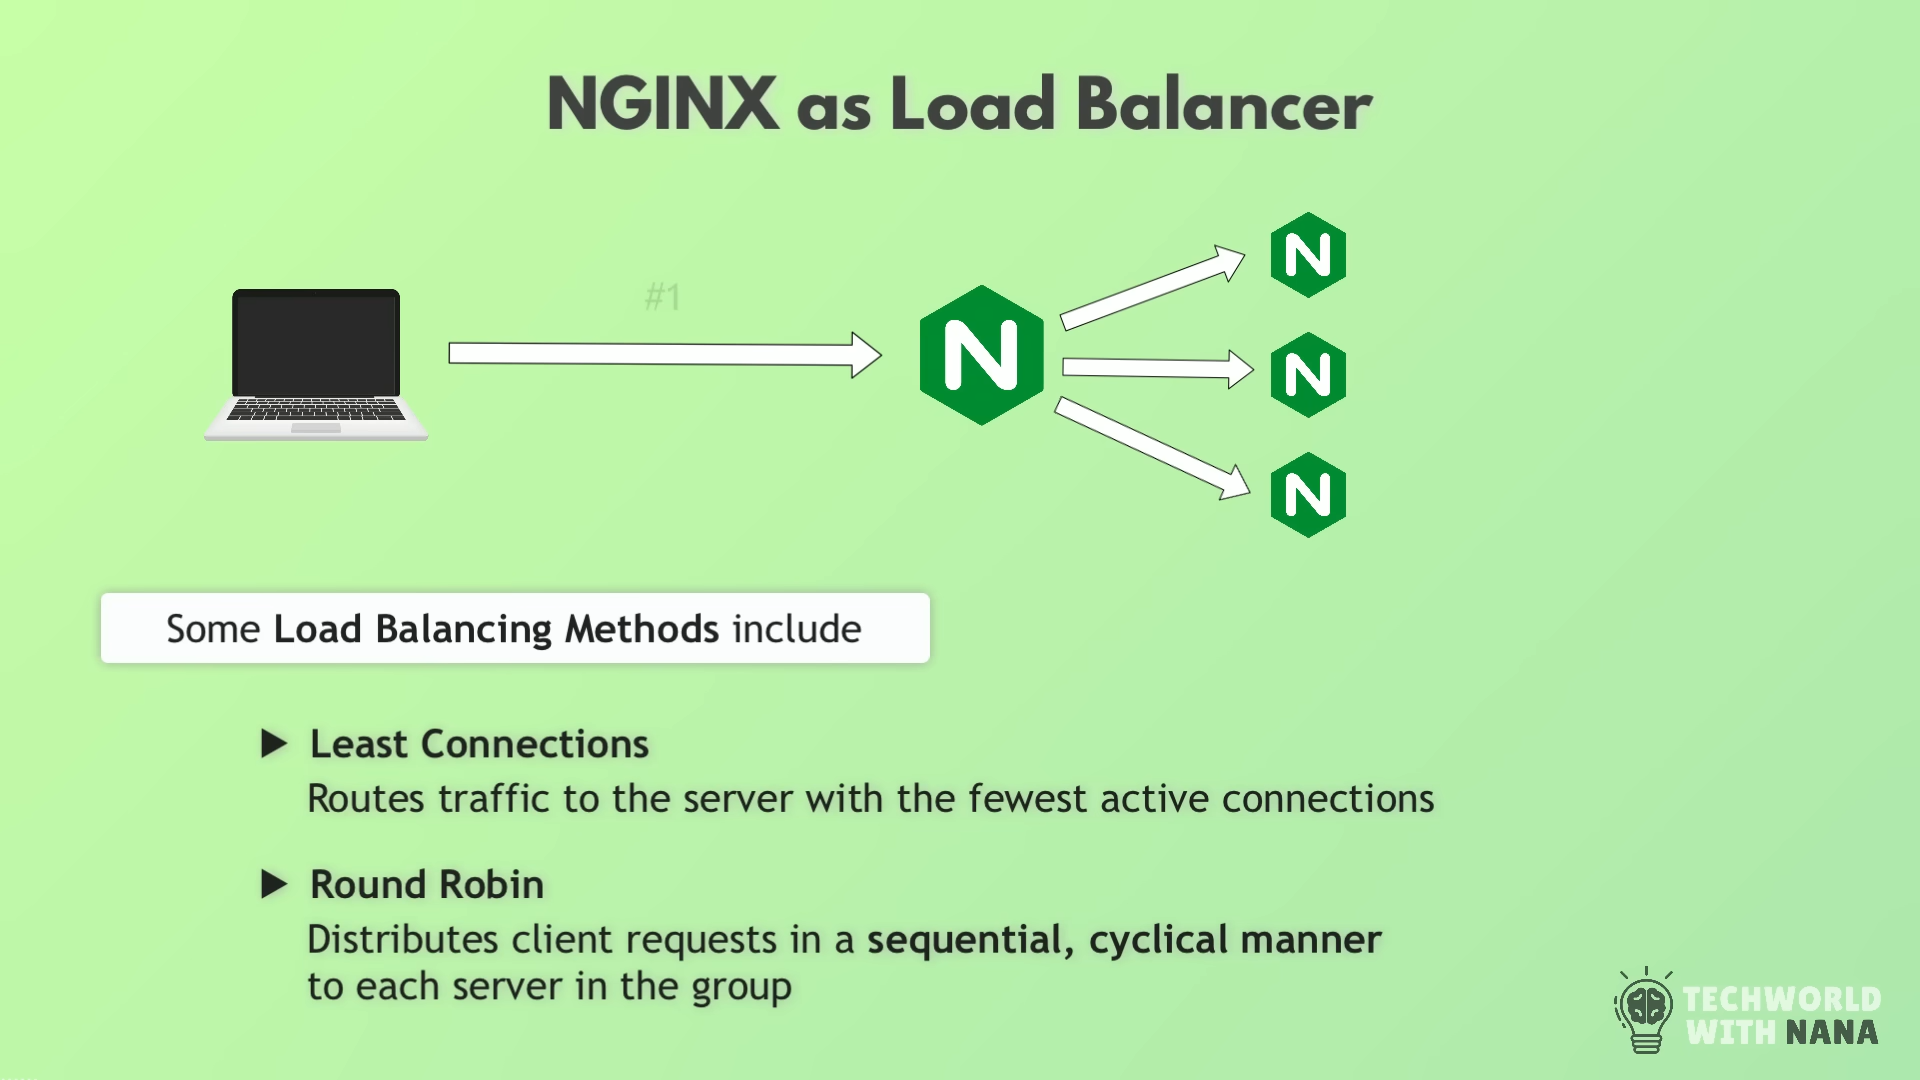 NGINX as Load Balancer
#1
N
N
N
N
Some Load Balancing Methods include
▶ Least Connections
Routes traffic to the server with the fewest active connections
▶ Round Robin
Distributes client requests in a sequential, cyclical manner
to each server in the group
TECHWORLD
WITH NANA